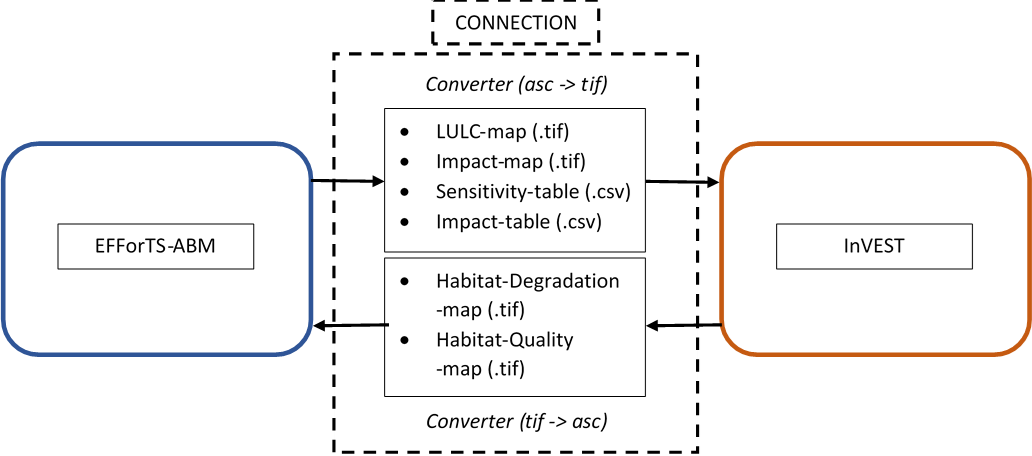 CONNECTION
Converter (asc -> tif)
• LULC-map (.tif)
• Impact-map (.tif)
• Sensitivity-table (.csv)
• Impact-table (.csv)
EFForTS-ABM
InVEST
• Habitat-Degradation
-map (.tif)
• Habitat-Quality
-map (.tif)
Converter (tif -> asc)